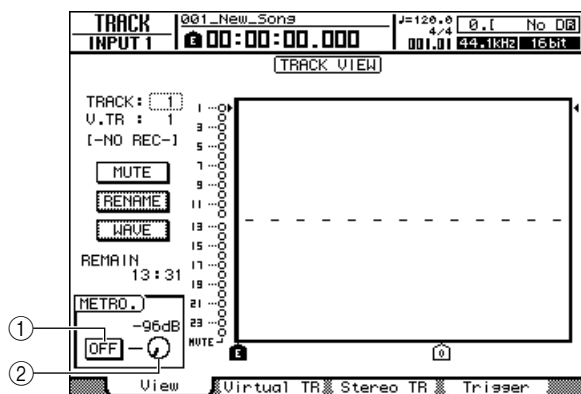 TRACK
INPUT 1
001_New_Song
E 00:00:00.000
♩=120.0
4/4
001.01
0.[ No D
44.1kHz 16bit
TRACK VIEW
TRACK: 1
V.TR : 1
[-NO REC-]
MUTE
RENAME
WAVE
REMAIN
13:31
METRO.
-96dB
OFF
1
2
1
3
5
7
9
11
13
15
17
19
21
23
MUTE
E
0
View
Virtual TR
Stereo TR
Trigger